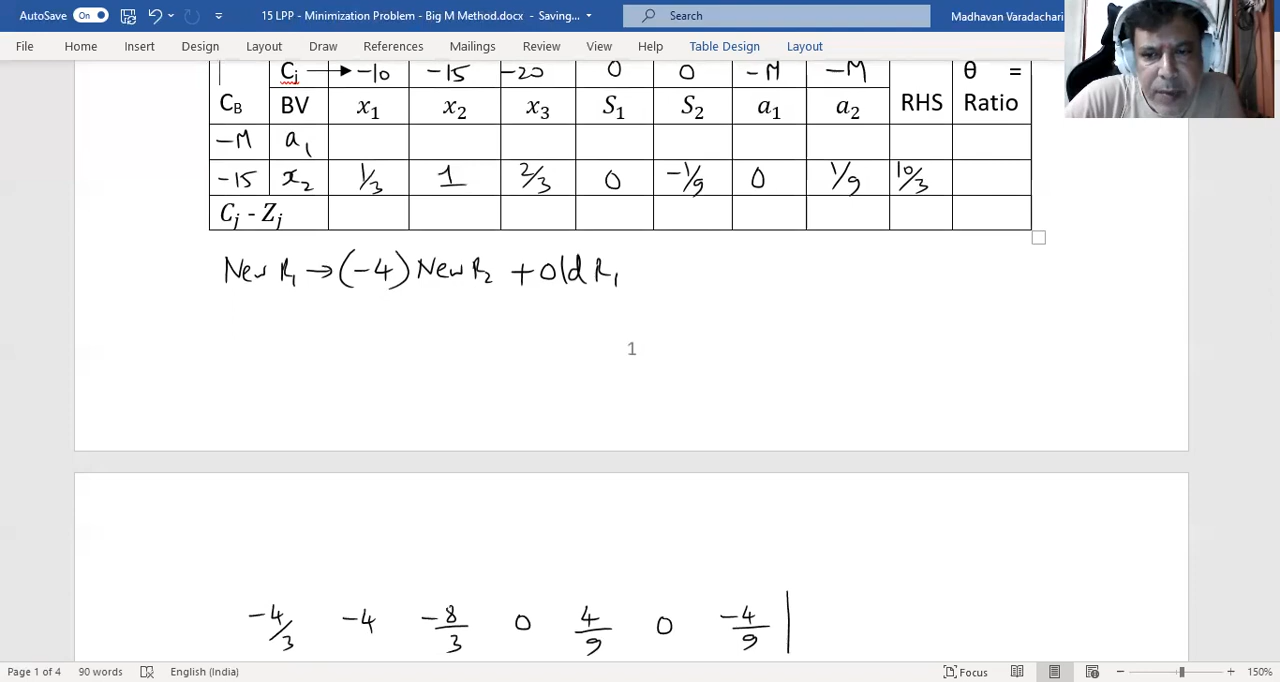 AutoSave On 15 LPP - Minimization Problem - Big M Method.docx - Saving... Search Madhavan Varadachari
File Home Insert Design Layout Draw References Mailings Review View Help Table Design Layout
Cj → -10 -15 -20 0 0 -M -M θ =
CB BV x1 x2 x3 S1 S2 a1 a2 RHS Ratio
-M a1
-15 x2 1/3 1 2/3 0 -1/9 0 1/9 10/3
Cj - Zj
New R1 → (-4) New R2 + Old R1
1
-4/3 -4 -8/3 0 4/9 0 -4/9 |
Page 1 of 4 90 words English (India) Focus 150%